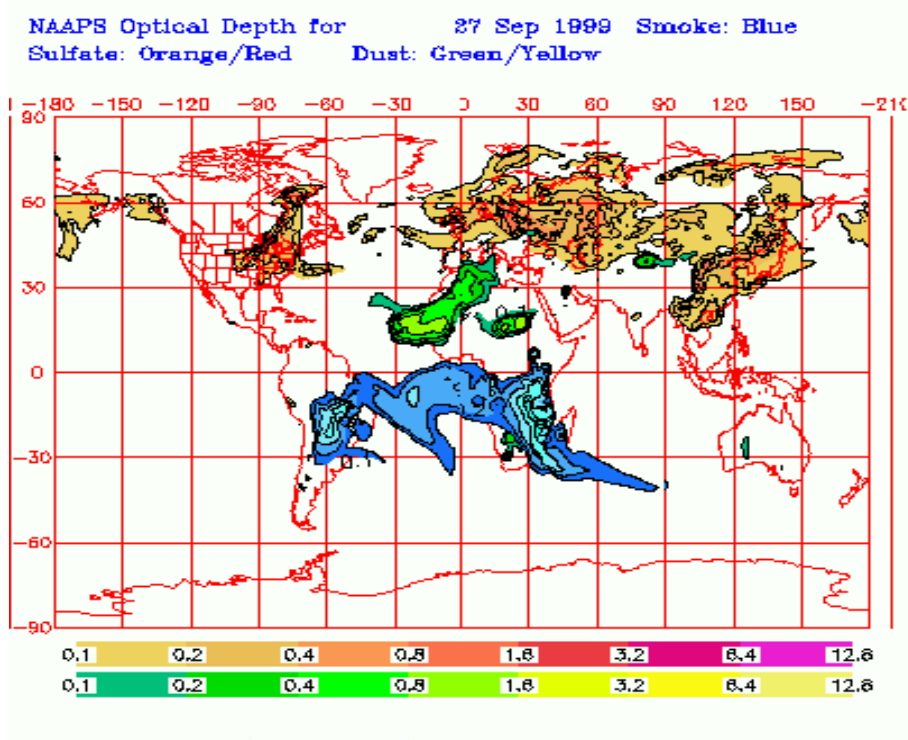 NAAPS Optical Depth for 27 Sep 1999 Smoke: Blue
Sulfate: Orange/Red Dust: Green/Yellow
-180 -150 -120 -90 -60 -30 0 30 60 90 120 150 -210
90
60
30
0
-30
0.1
-60
-90
0.1 0.2 0.4 0.8 1.6 3.2 6.4 12.8
0.1 0.2 0.4 0.8 1.6 3.2 6.4 12.8